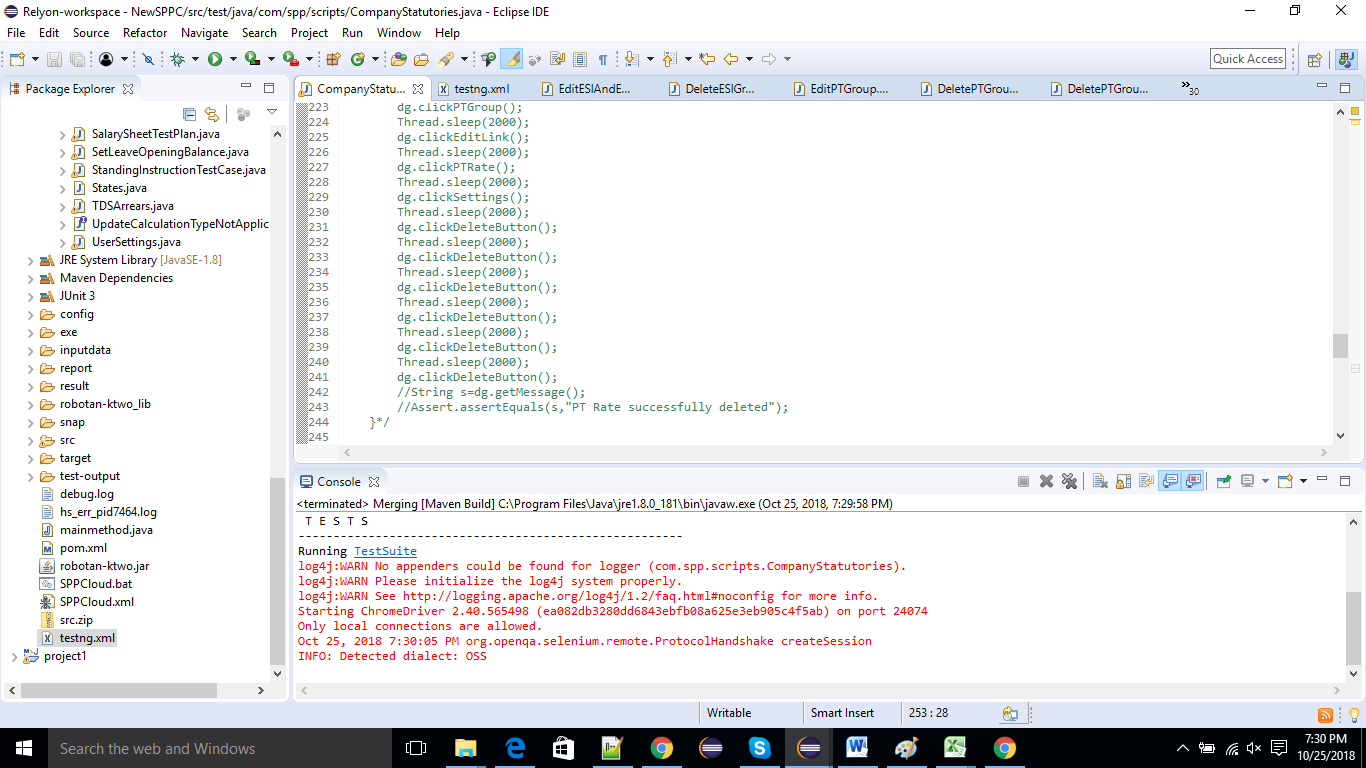 Relyon-workspace - NewSPPC/src/test/java/com/spp/scripts/CompanyStatutories.java - Eclipse IDE
File Edit Source Refactor Navigate Search Project Run Window Help
Quick Access
Package Explorer
SalarySheetTestPlan.java
SetLeaveOpeningBalance.java
StandingInstructionTestCase.java
States.java
TDSArrears.java
UpdateCalculationTypeNotApplic
UserSettings.java
JRE System Library [JavaSE-1.8]
Maven Dependencies
JUnit 3
config
exe
inputdata
report
result
robotan-ktwo_lib
snap
src
target
test-output
debug.log
hs_err_pid7464.log
mainmethod.java
pom.xml
robotan-ktwo.jar
SPPCloud.bat
SPPCloud.xml
src.zip
testng.xml
project1
CompanyStatu... testng.xml EditESIAndE... DeleteESIGr... EditPTGroup.... DeletePTGrou... DeletePTGrou... »30
223 dg.clickPTGroup();
224 Thread.sleep(2000);
225 dg.clickEditLink();
226 Thread.sleep(2000);
227 dg.clickPTRate();
228 Thread.sleep(2000);
229 dg.clickSettings();
230 Thread.sleep(2000);
231 dg.clickDeleteButton();
232 Thread.sleep(2000);
233 dg.clickDeleteButton();
234 Thread.sleep(2000);
235 dg.clickDeleteButton();
236 Thread.sleep(2000);
237 dg.clickDeleteButton();
238 Thread.sleep(2000);
239 dg.clickDeleteButton();
240 Thread.sleep(2000);
241 dg.clickDeleteButton();
242 //String s=dg.getMessage();
243 //Assert.assertEquals(s,"PT Rate successfully deleted");
244 }*/
245
Console
<terminated> Merging [Maven Build] C:\Program Files\Java\jre1.8.0_181\bin\javaw.exe (Oct 25, 2018, 7:29:58 PM)
T E S T S
-------------------------------------------------------
Running TestSuite
log4j:WARN No appenders could be found for logger (com.spp.scripts.CompanyStatutories).
log4j:WARN Please initialize the log4j system properly.
log4j:WARN See http://logging.apache.org/log4j/1.2/faq.html#noconfig for more info.
Starting ChromeDriver 2.40.565498 (ea082db3280dd6843ebfb08a625e3eb905c4f5ab) on port 24074
Only local connections are allowed.
Oct 25, 2018 7:30:05 PM org.openqa.selenium.remote.ProtocolHandshake createSession
INFO: Detected dialect: OSS
Writable Smart Insert 253 : 28
Search the web and Windows
7:30 PM
10/25/2018